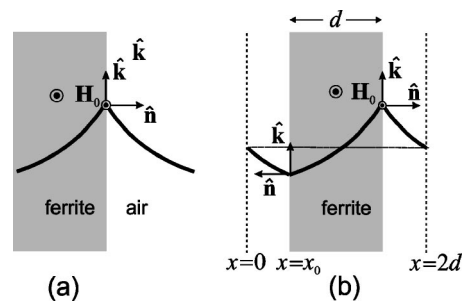 d
k̂ k̂
k̂
H₀ n̂
H₀ n̂
k̂
n̂
ferrite air
ferrite
x=0 x=x₀ x=2d
(a) (b)